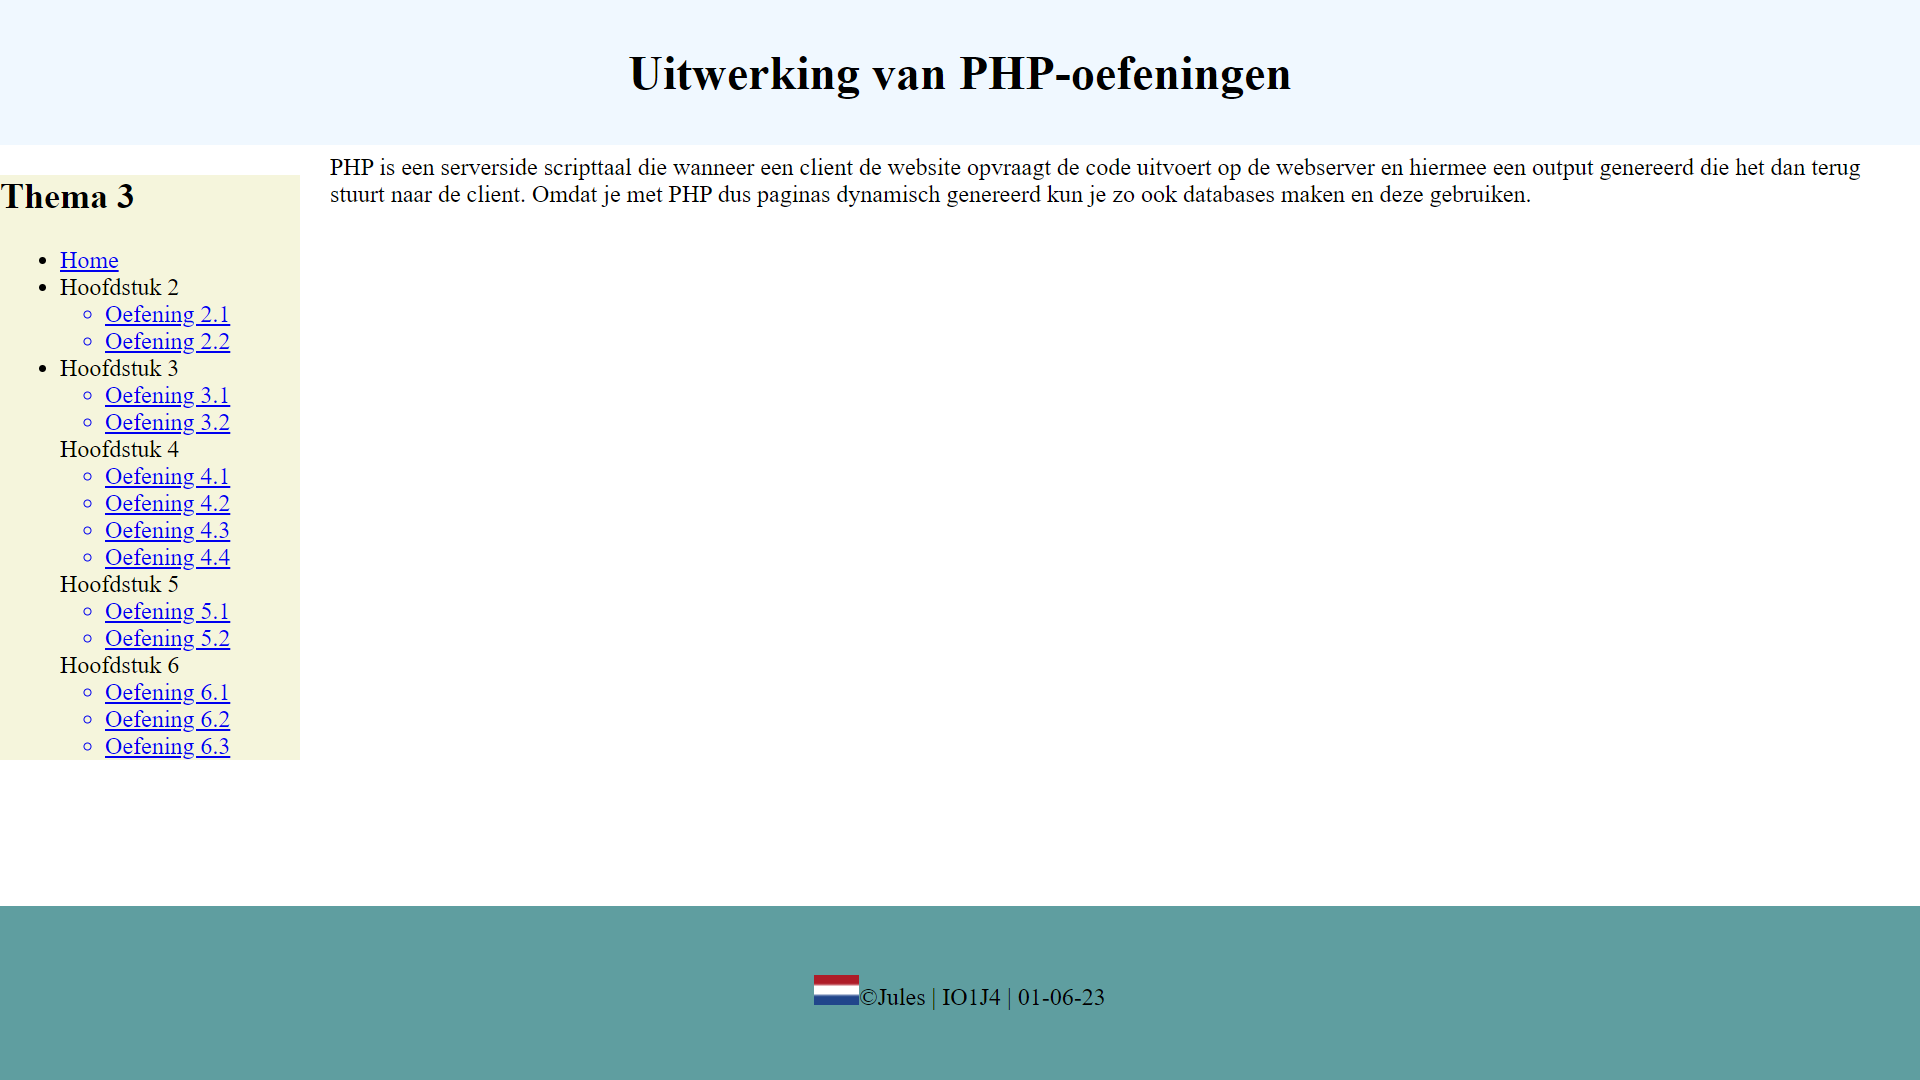 Uitwerking van PHP-oefeningen
Thema 3
Home
Hoofdstuk 2
Oefening 2.1
Oefening 2.2
Hoofdstuk 3
Oefening 3.1
Oefening 3.2
Hoofdstuk 4
Oefening 4.1
Oefening 4.2
Oefening 4.3
Oefening 4.4
Hoofdstuk 5
Oefening 5.1
Oefening 5.2
Hoofdstuk 6
Oefening 6.1
Oefening 6.2
Oefening 6.3
PHP is een serverside scripttaal die wanneer een client de website opvraagt de code uitvoert op de webserver en hiermee een output genereerd die het dan terug
stuurt naar de client. Omdat je met PHP dus paginas dynamisch genereerd kun je zo ook databases maken en deze gebruiken.
©Jules | IO1J4 | 01-06-23